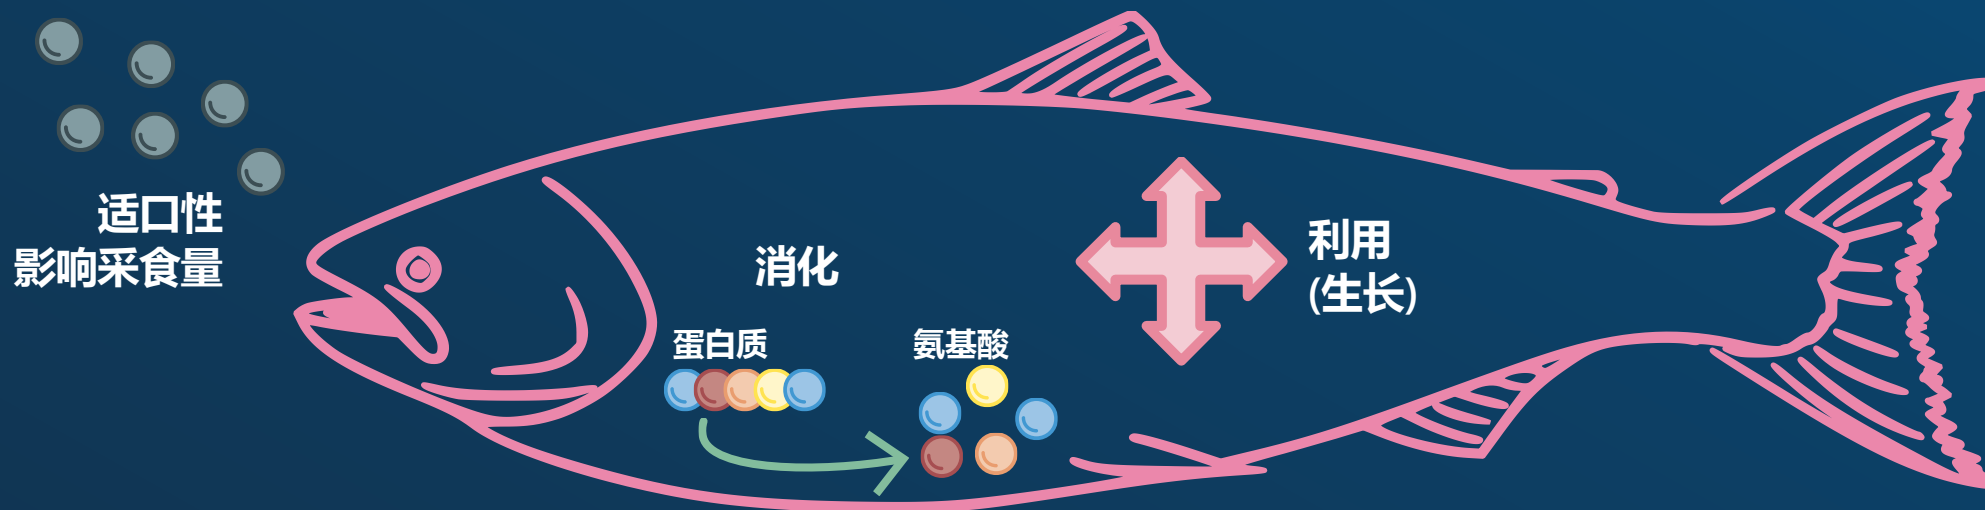 适口性
影响采食量
消化
蛋白质
氨基酸
利用
(生长)